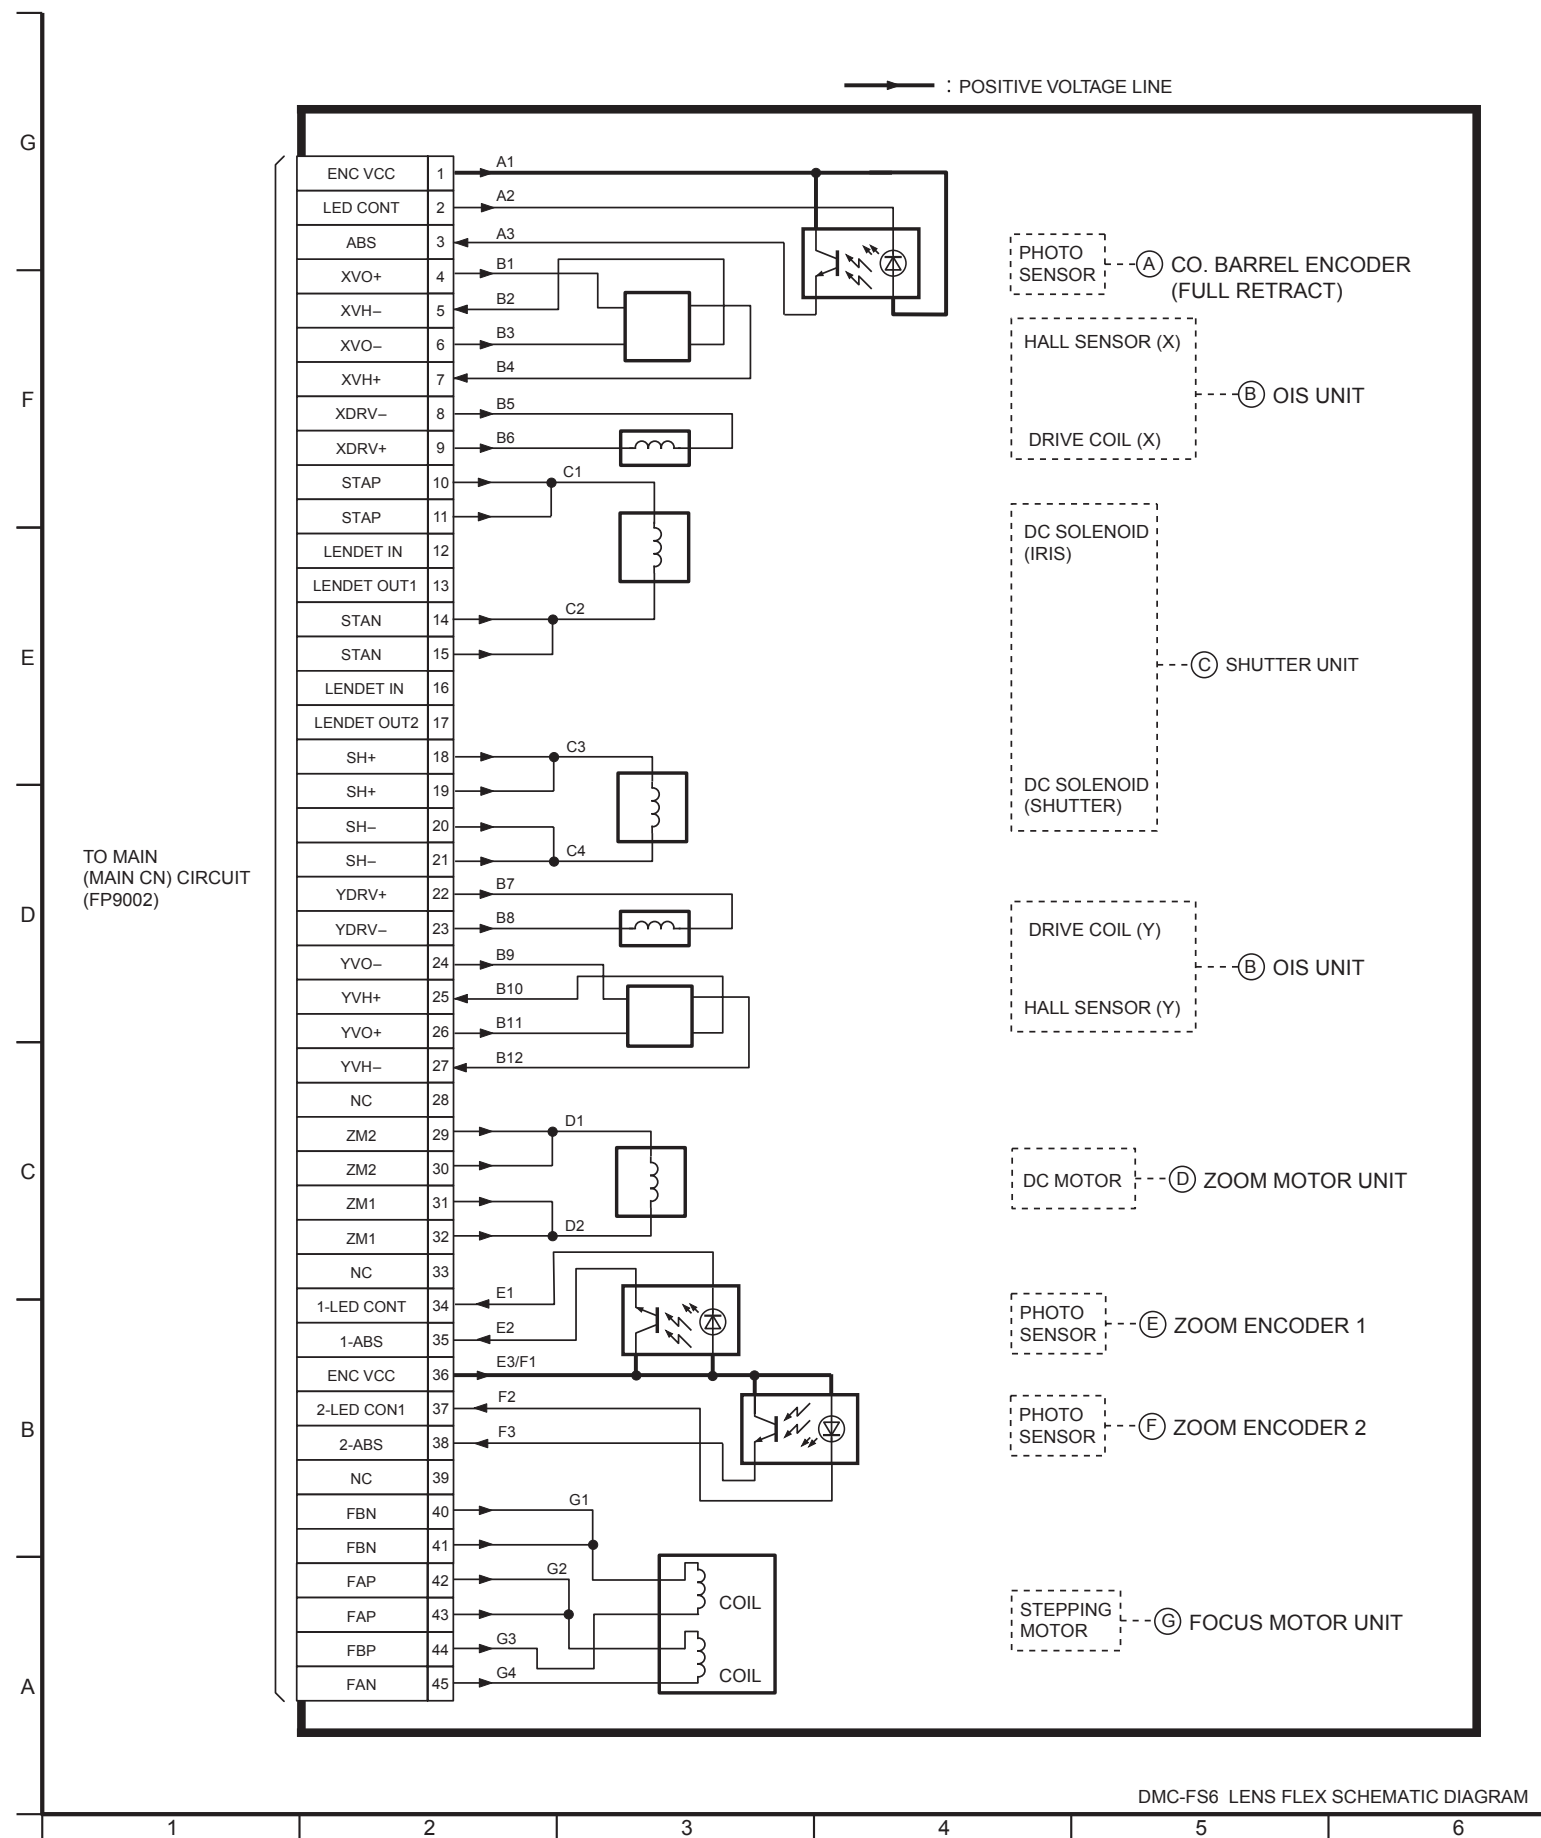 : POSITIVE VOLTAGE LINE
G
F
E
D
C
B
A
TO MAIN
(MAIN CN) CIRCUIT
(FP9002)
ENC VCC 1 A1
LED CONT 2 A2
ABS 3 A3
XVO+ 4 B1
XVH– 5 B2
XVO– 6 B3
XVH+ 7 B4
XDRV– 8 B5
XDRV+ 9 B6
STAP 10 C1
STAP 11
LENDET IN 12
LENDET OUT1 13
STAN 14 C2
STAN 15
LENDET IN 16
LENDET OUT2 17
SH+ 18 C3
SH+ 19
SH– 20
SH– 21 C4
YDRV+ 22 B7
YDRV– 23 B8
YVO– 24 B9
YVH+ 25 B10
YVO+ 26 B11
YVH– 27 B12
NC 28
ZM2 29 D1
ZM2 30
ZM1 31
ZM1 32 D2
NC 33
1-LED CONT 34 E1
1-ABS 35 E2
ENC VCC 36 E3/F1
2-LED CON1 37 F2
2-ABS 38 F3
NC 39
FBN 40 G1
FBN 41
FAP 42 G2
FAP 43
FBP 44 G3
FAN 45 G4
COIL
COIL
PHOTO
SENSOR
A CO. BARREL ENCODER
(FULL RETRACT)
HALL SENSOR (X)
B OIS UNIT
DRIVE COIL (X)
DC SOLENOID
(IRIS)
C SHUTTER UNIT
DC SOLENOID
(SHUTTER)
DRIVE COIL (Y)
B OIS UNIT
HALL SENSOR (Y)
DC MOTOR D ZOOM MOTOR UNIT
PHOTO
SENSOR
E ZOOM ENCODER 1
PHOTO
SENSOR
F ZOOM ENCODER 2
STEPPING
MOTOR
G FOCUS MOTOR UNIT
DMC-FS6 LENS FLEX SCHEMATIC DIAGRAM
1 2 3 4 5 6